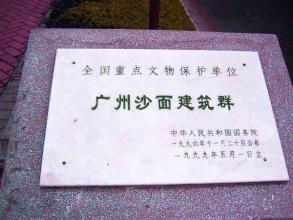 全国重点文物保护单位
广州沙面建筑群
中华人民共和国国务院
一九九六年十一月二十日公布
一九九九年五月一日立